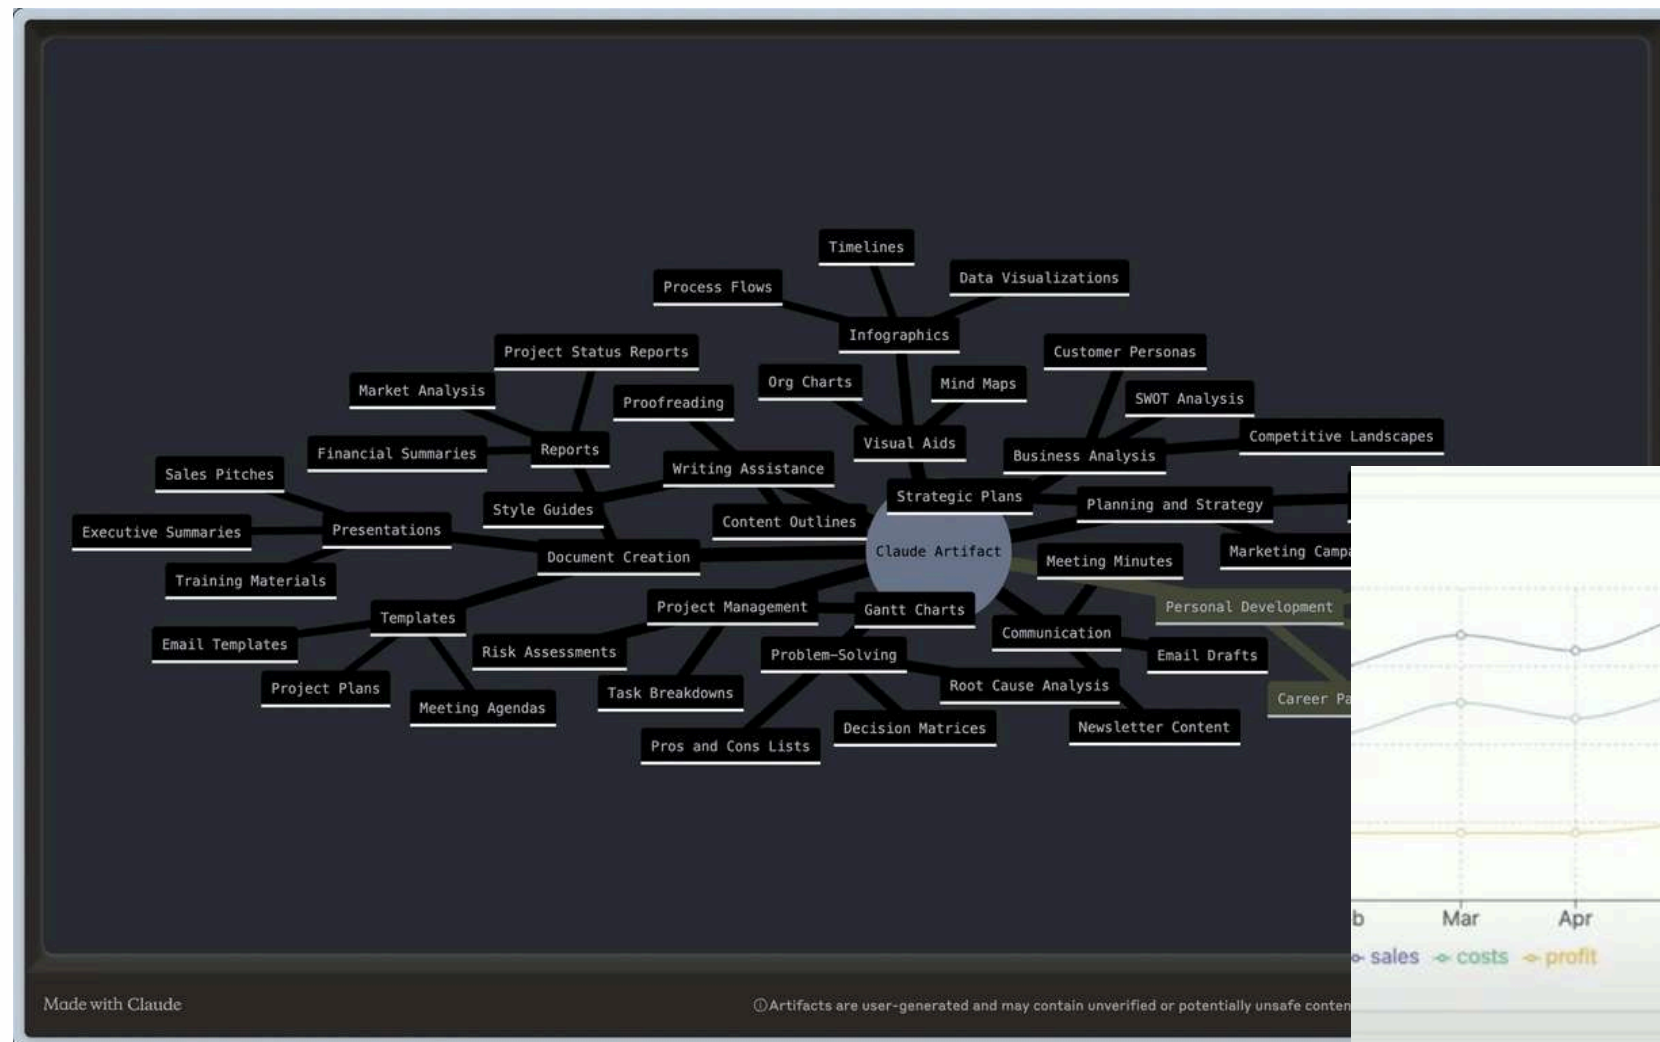 Timelines
Process Flows
Data Visualizations
Infographics
Project Status Reports
Customer Personas
Market Analysis
Org Charts
Mind Maps
Proofreading
SWOT Analysis
Financial Summaries
Reports
Visual Aids
Business Analysis
Competitive Landscapes
Sales Pitches
Writing Assistance
Style Guides
Strategic Plans
Planning and Strategy
Executive Summaries
Presentations
Content Outlines
Document Creation
Claude Artifact
Meeting Minutes
Marketing Campa
Training Materials
Templates
Project Management
Gantt Charts
Personal Development
Email Templates
Risk Assessments
Problem-Solving
Communication
Email Drafts
Project Plans
Meeting Agendas
Task Breakdowns
Root Cause Analysis
Career Pa
Pros and Cons Lists
Decision Matrices
Newsletter Content
b Mar Apr
sales costs profit
Made with Claude
Artifacts are user-generated and may contain unverified or potentially unsafe conten